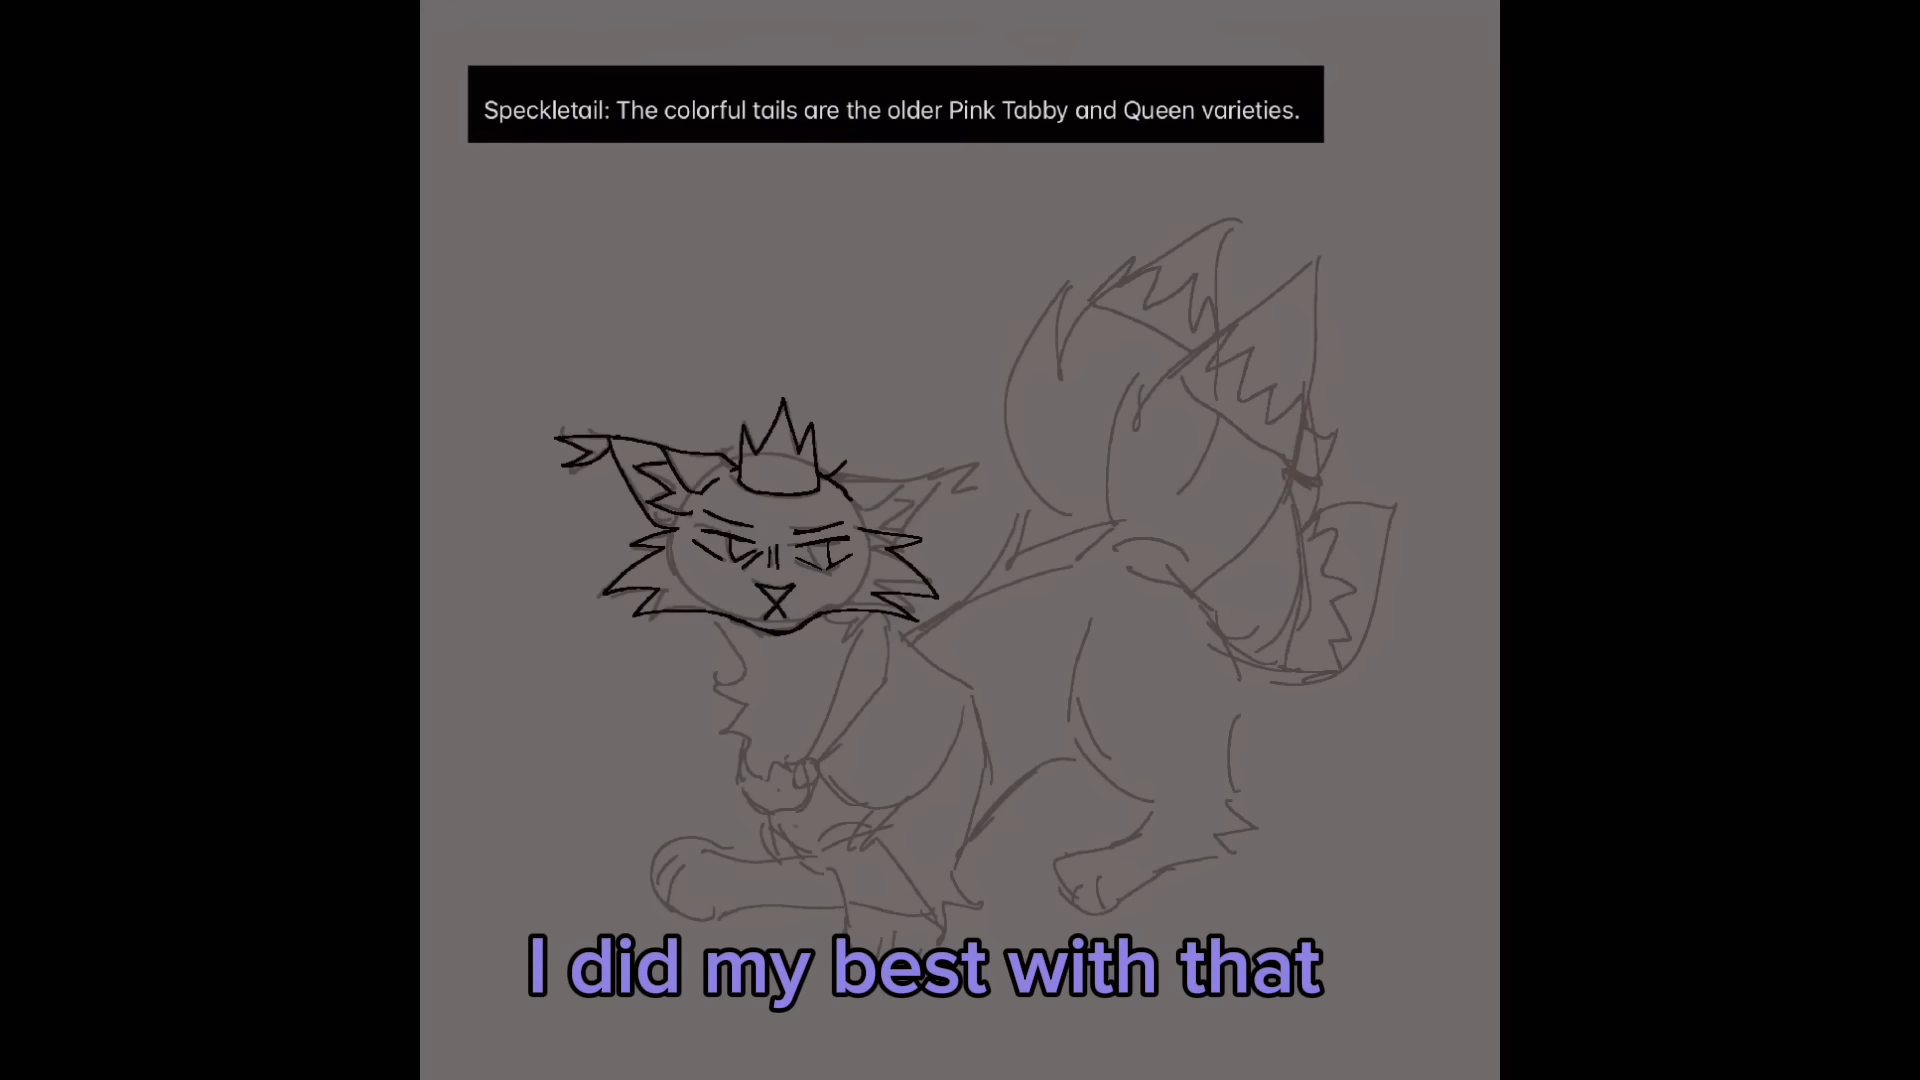 Speckletail: The colorful tails are the older Pink Tabby and Queen varieties.
I did my best with that